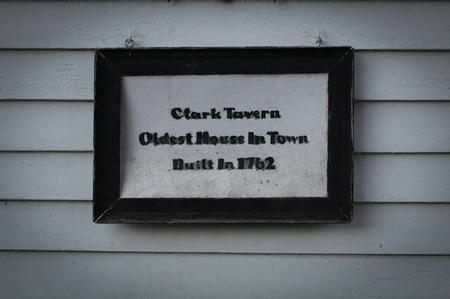 Clark Tavern
Oldest House In Town
Built In 1762